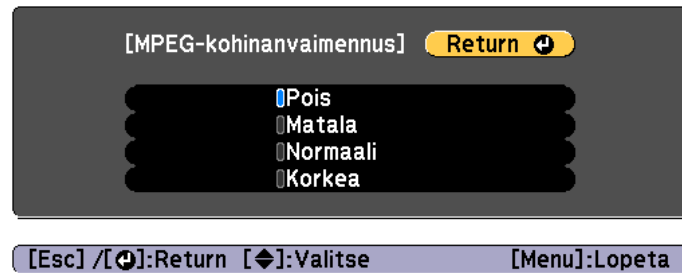 [MPEG-kohinanvaimennus] Return
Pois
Matala
Normaali
Korkea
[Esc] /[⏎]:Return [◆]:Valitse [Menu]:Lopeta